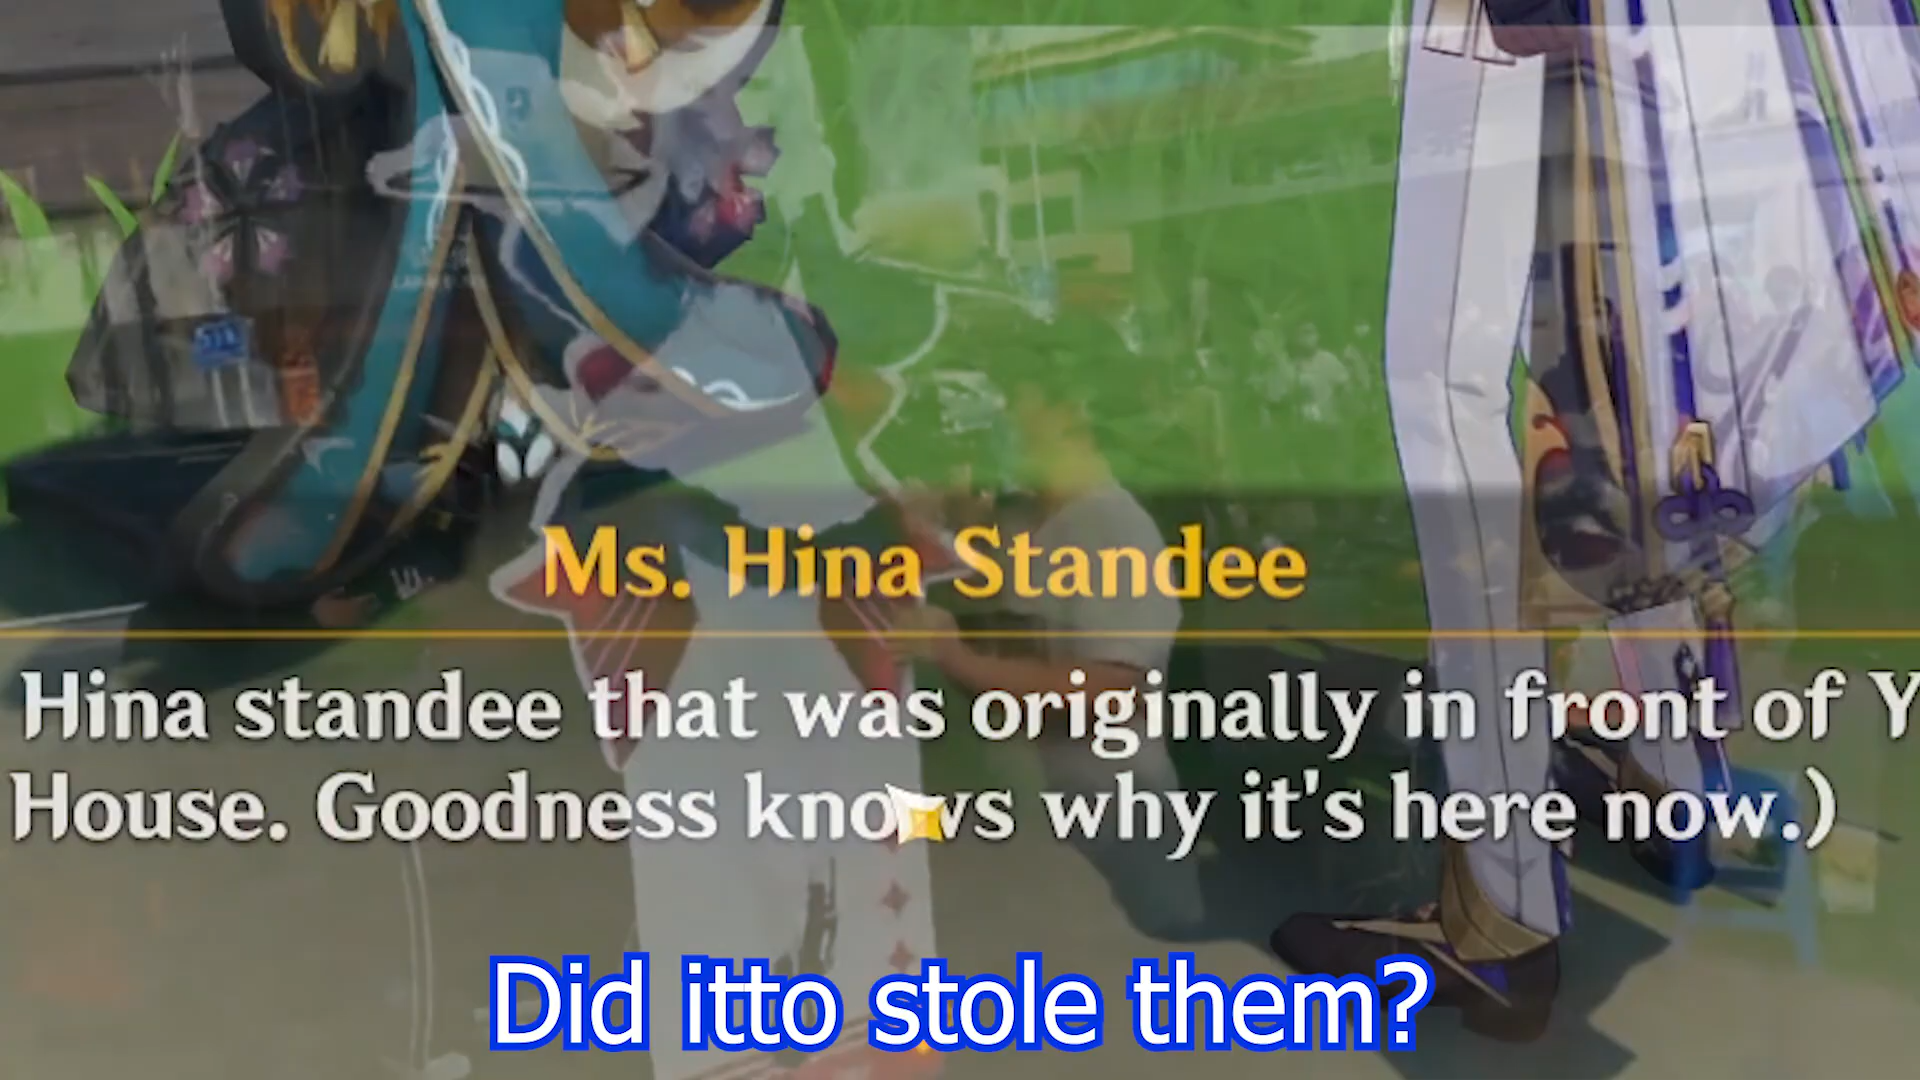 Ms. Hina Standee
Hina standee that was originally in front of Y
House. Goodness knows why it's here now.)
Did itto stole them?